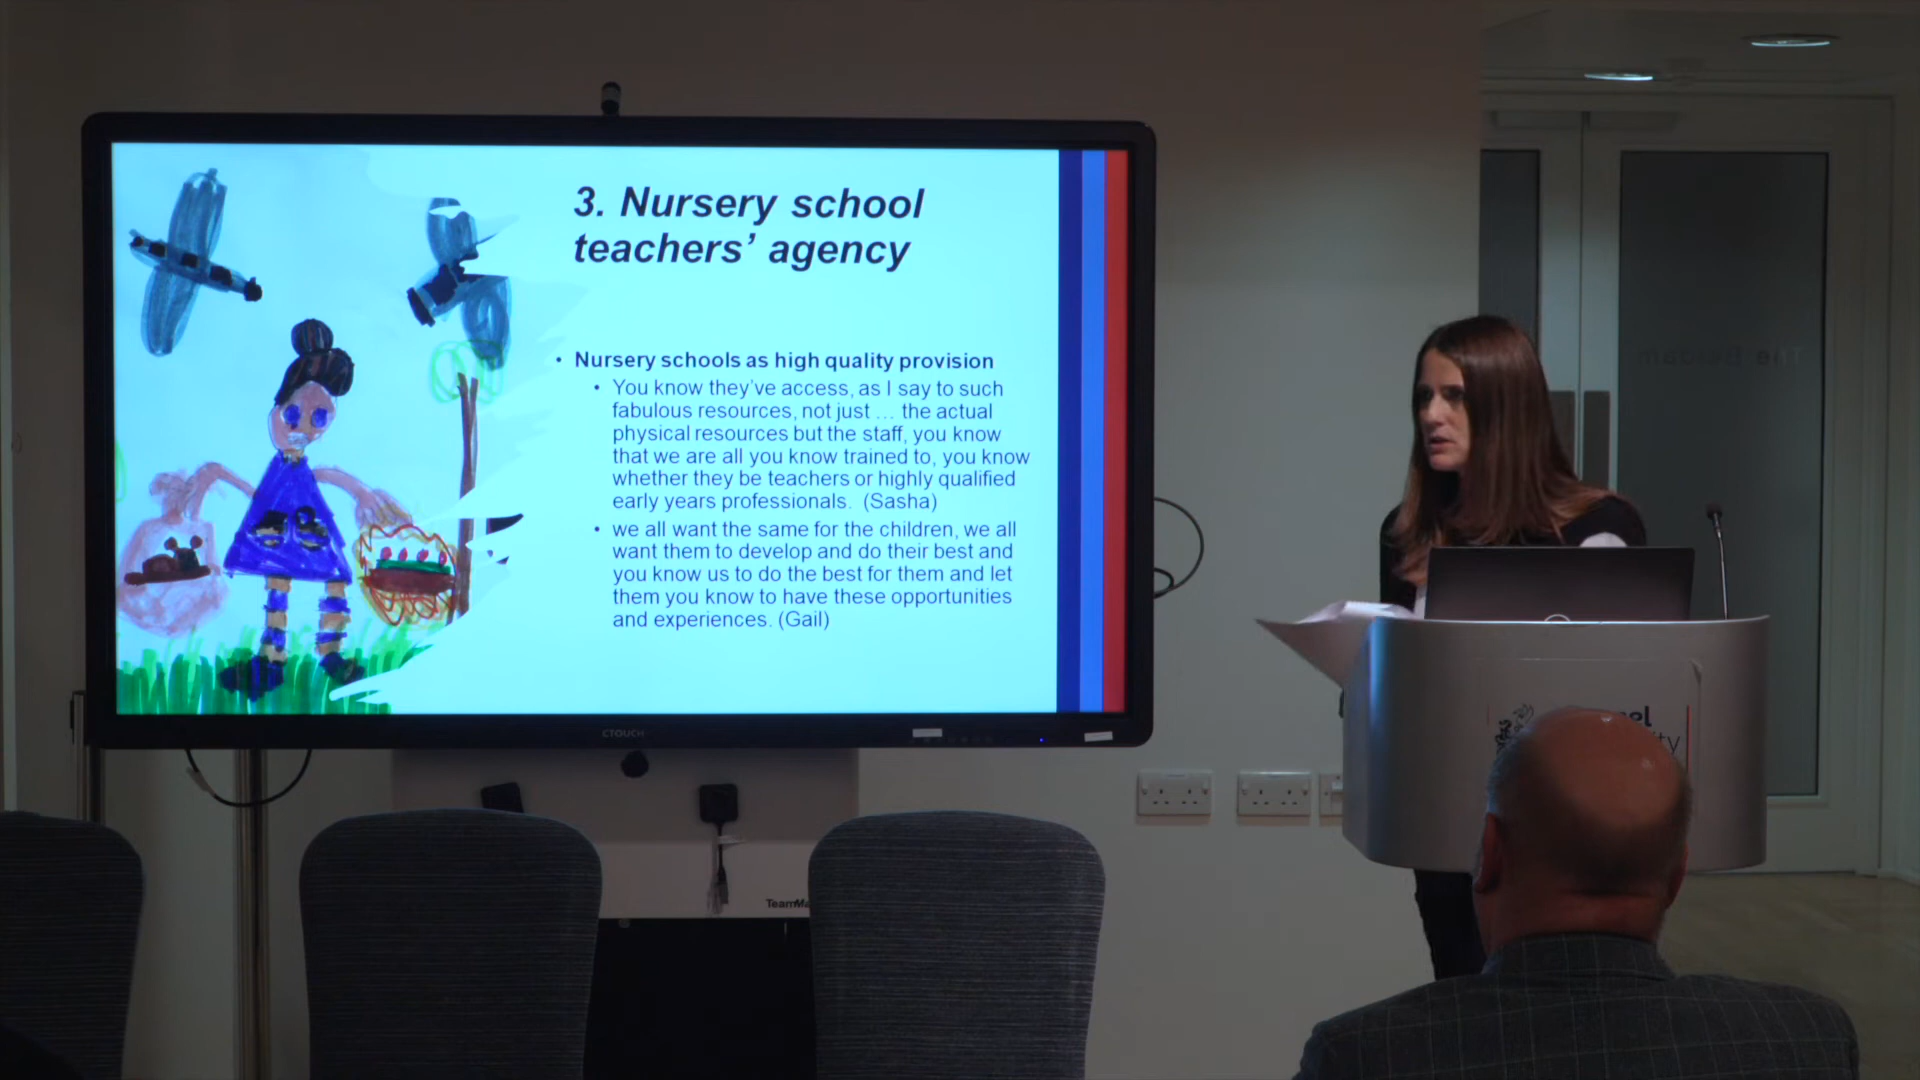 3. Nursery school
teachers’ agency
• Nursery schools as high quality provision
• You know they’ve access, as I say to such
fabulous resources, not just … the actual
physical resources but the staff, you know
that we are all you know trained to, you know
whether they be teachers or highly qualified
early years professionals. (Sasha)
• we all want the same for the children, we all
want them to develop and do their best and
you know us to do the best for them and let
them you know to have these opportunities
and experiences. (Gail)
CTOUCH